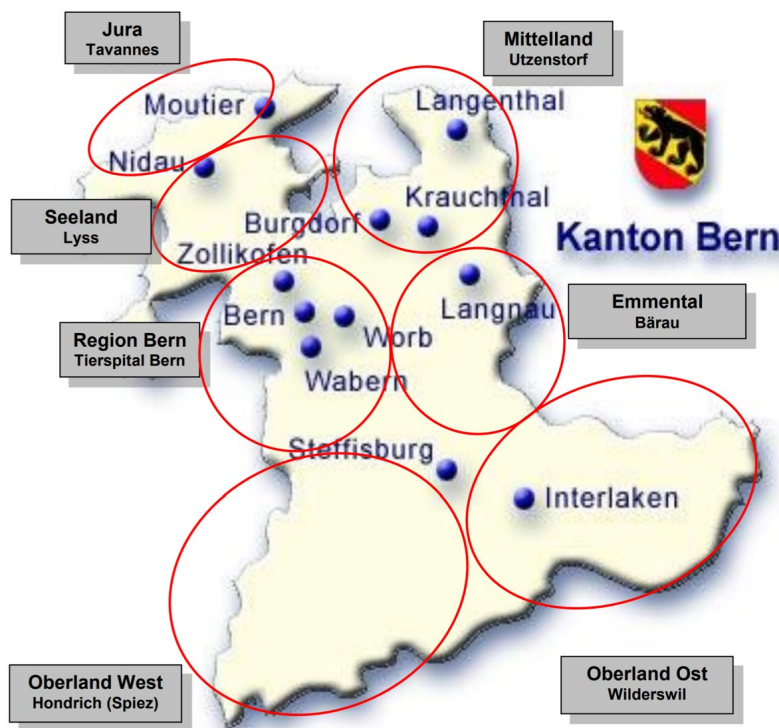 Jura
Tavannes
Mittelland
Utzenstorf
Moutier
Langenthal
Nidau
Krauchthal
Seeland
Lyss
Burgdorf
Kanton Bern
Zollikofen
Emmental
Bärau
Langnau
Bern
Region Bern
Tierspital Bern
Worb
Wabern
Steffisburg
Interlaken
Oberland West
Hondrich (Spiez)
Oberland Ost
Wilderswil